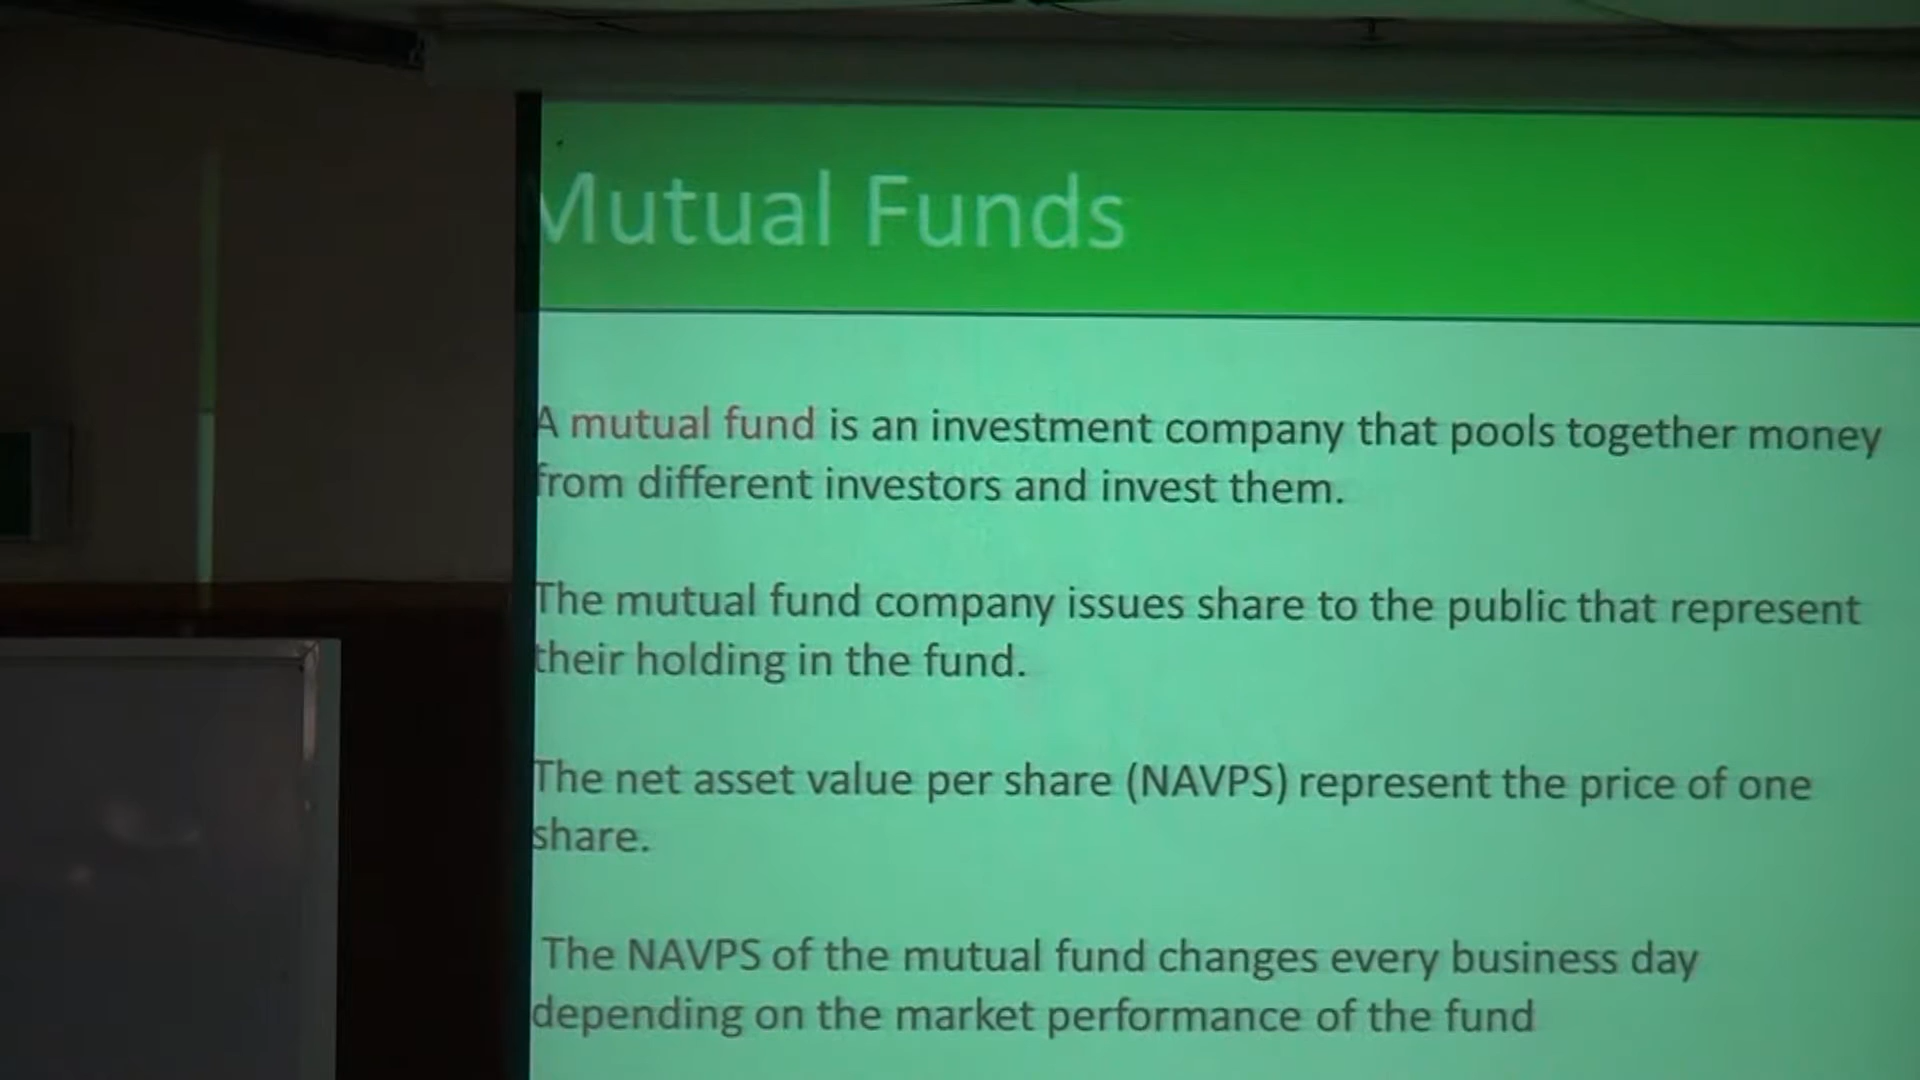 Mutual Funds
A mutual fund is an investment company that pools together money
from different investors and invest them.
The mutual fund company issues share to the public that represent
their holding in the fund.
The net asset value per share (NAVPS) represent the price of one
share.
The NAVPS of the mutual fund changes every business day
depending on the market performance of the fund